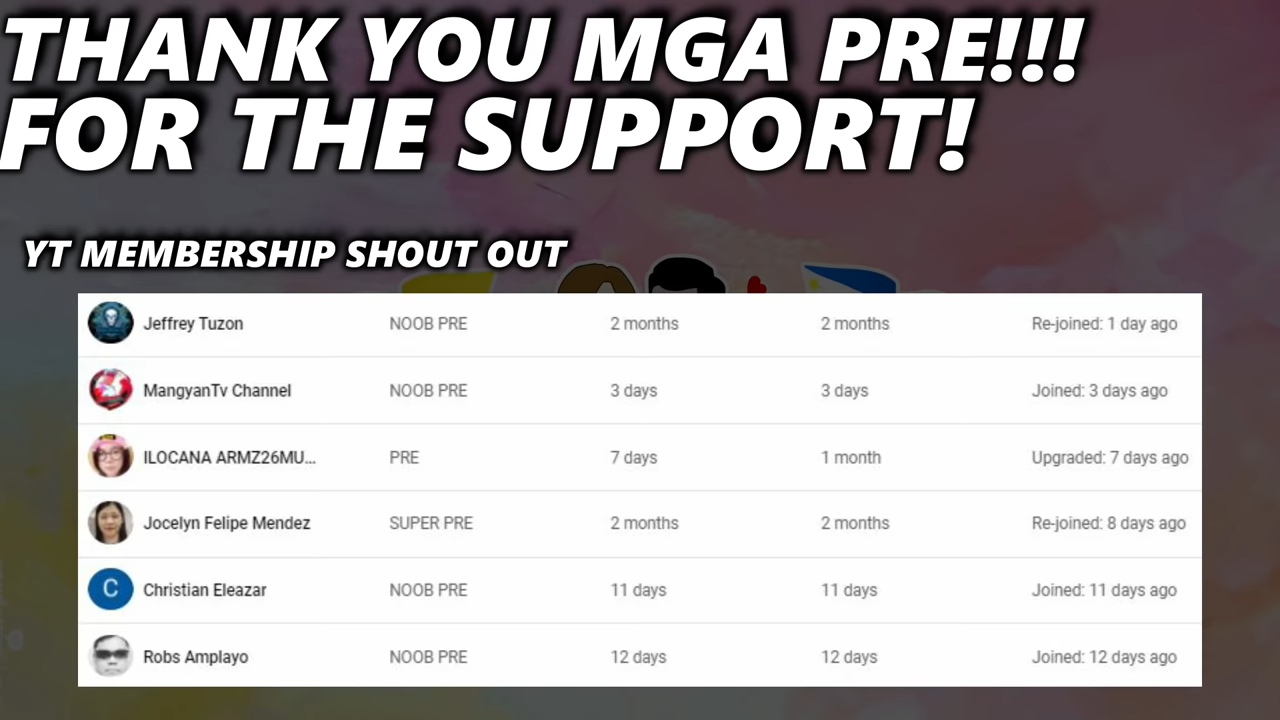 THANK YOU MGA PRE!!!
FOR THE SUPPORT!
YT MEMBERSHIP SHOUT OUT
Jeffrey Tuzon NOOB PRE 2 months 2 months Re-joined: 1 day ago
MangyanTv Channel NOOB PRE 3 days 3 days Joined: 3 days ago
ILOCANA ARMZ26MU... PRE 7 days 1 month Upgraded: 7 days ago
Jocelyn Felipe Mendez SUPER PRE 2 months 2 months Re-joined: 8 days ago
C Christian Eleazar NOOB PRE 11 days 11 days Joined: 11 days ago
Robs Amplayo NOOB PRE 12 days 12 days Joined: 12 days ago